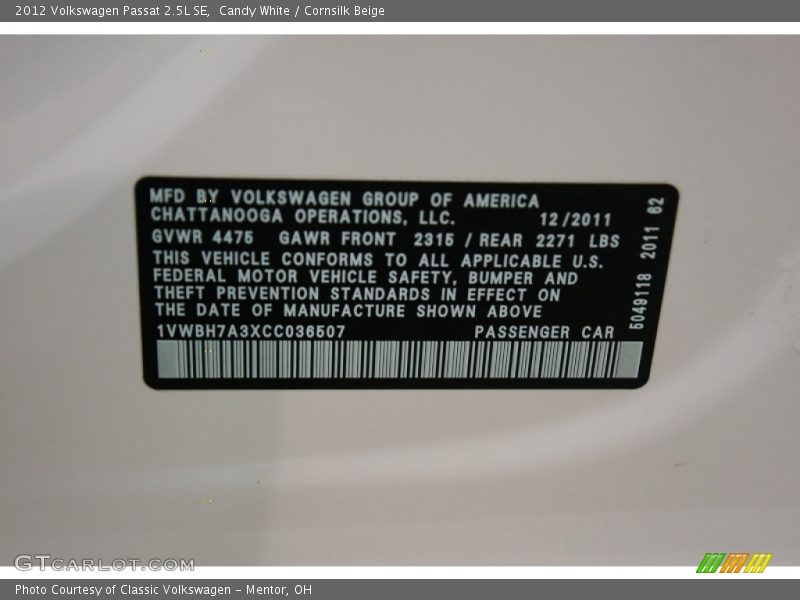 2012 Volkswagen Passat 2.5L SE,  Candy White / Cornsilk Beige
MFD BY VOLKSWAGEN GROUP OF AMERICA
CHATTANOOGA OPERATIONS, LLC. 12/2011
GVWR 4475 GAWR FRONT 2315 / REAR 2271 LBS
THIS VEHICLE CONFORMS TO ALL APPLICABLE U.S.
FEDERAL MOTOR VEHICLE SAFETY, BUMPER AND
THEFT PREVENTION STANDARDS IN EFFECT ON
THE DATE OF MANUFACTURE SHOWN ABOVE
1VWBH7A3XCC036507 PASSENGER CAR
5049118 2011 62
GTCARLOT.COM
Photo Courtesy of Classic Volkswagen - Mentor, OH